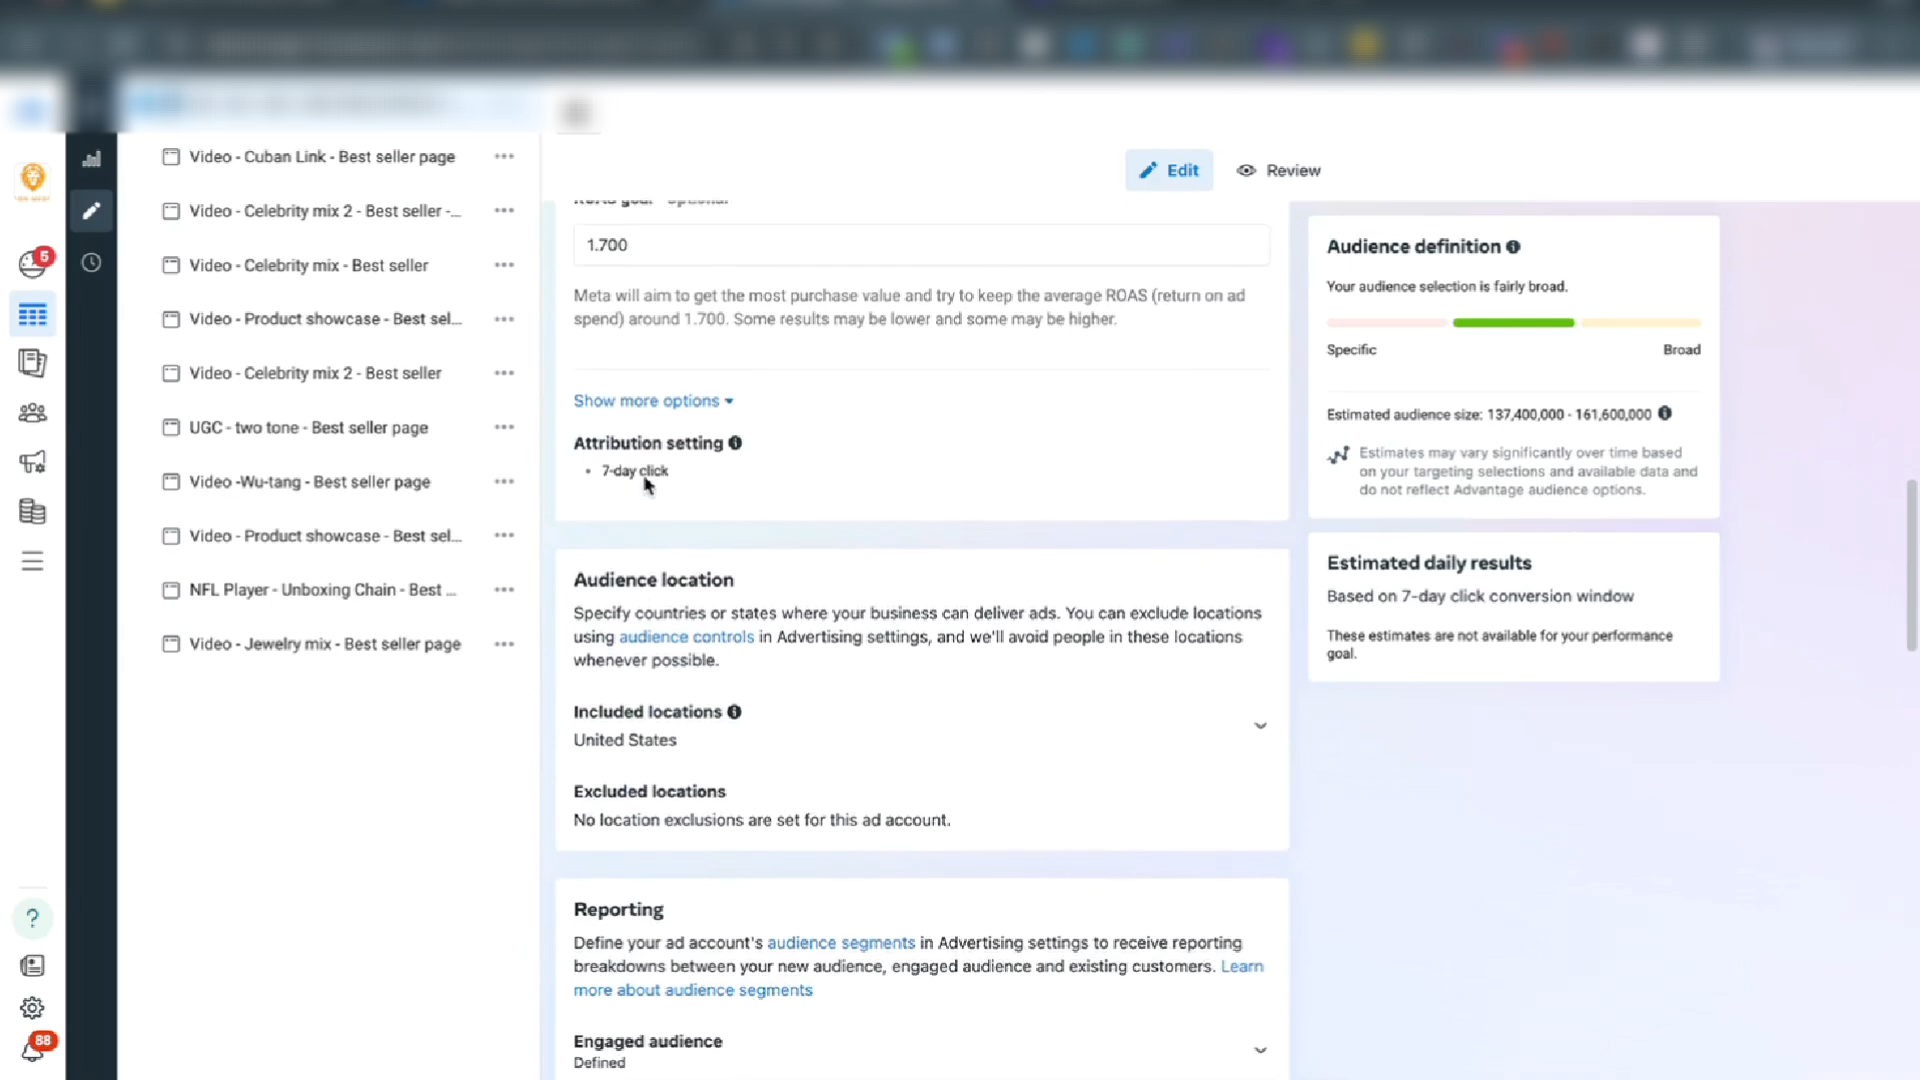 Video - Cuban Link - Best seller page
Video - Celebrity mix 2 - Best seller -...
Video - Celebrity mix - Best seller
Video - Product showcase - Best sel...
Video - Celebrity mix 2 - Best seller
UGC - two tone - Best seller page
Video -Wu-tang - Best seller page
Video - Product showcase - Best sel...
NFL Player - Unboxing Chain - Best ...
Video - Jewelry mix - Best seller page
5
?
88
Edit
Review
ROAS goal · Optional
1.700
Meta will aim to get the most purchase value and try to keep the average ROAS (return on ad
spend) around 1.700. Some results may be lower and some may be higher.
Show more options
Attribution setting
• 7-day click
Audience location
Specify countries or states where your business can deliver ads. You can exclude locations
using audience controls in Advertising settings, and we'll avoid people in these locations
whenever possible.
Included locations
United States
Excluded locations
No location exclusions are set for this ad account.
Reporting
Define your ad account's audience segments in Advertising settings to receive reporting
breakdowns between your new audience, engaged audience and existing customers. Learn
more about audience segments
Engaged audience
Defined
Audience definition
Your audience selection is fairly broad.
Specific Broad
Estimated audience size: 137,400,000 - 161,600,000
Estimates may vary significantly over time based
on your targeting selections and available data and
do not reflect Advantage audience options.
Estimated daily results
Based on 7-day click conversion window
These estimates are not available for your performance
goal.